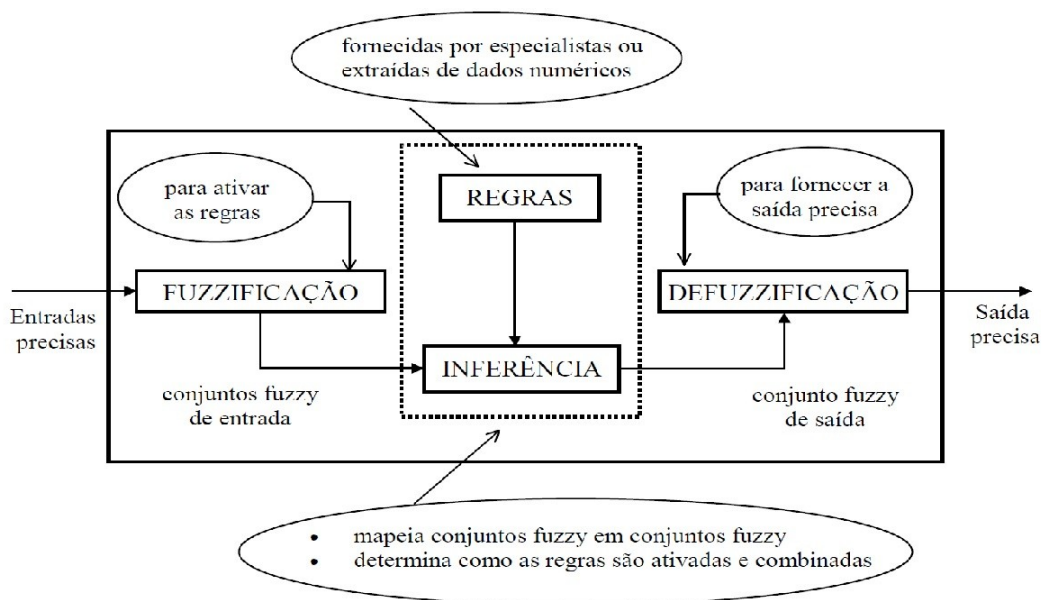 fornecidas por especialistas ou
extraídas de dados numéricos
para ativar
as regras
REGRAS
para fornecer a
saída precisa
FUZZIFICAÇÃO
DEFUZZIFICAÇÃO
Entradas
precisas
Saída
precisa
INFERÊNCIA
conjuntos fuzzy
de entrada
conjunto fuzzy
de saída
• mapeia conjuntos fuzzy em conjuntos fuzzy
• determina como as regras são ativadas e combinadas